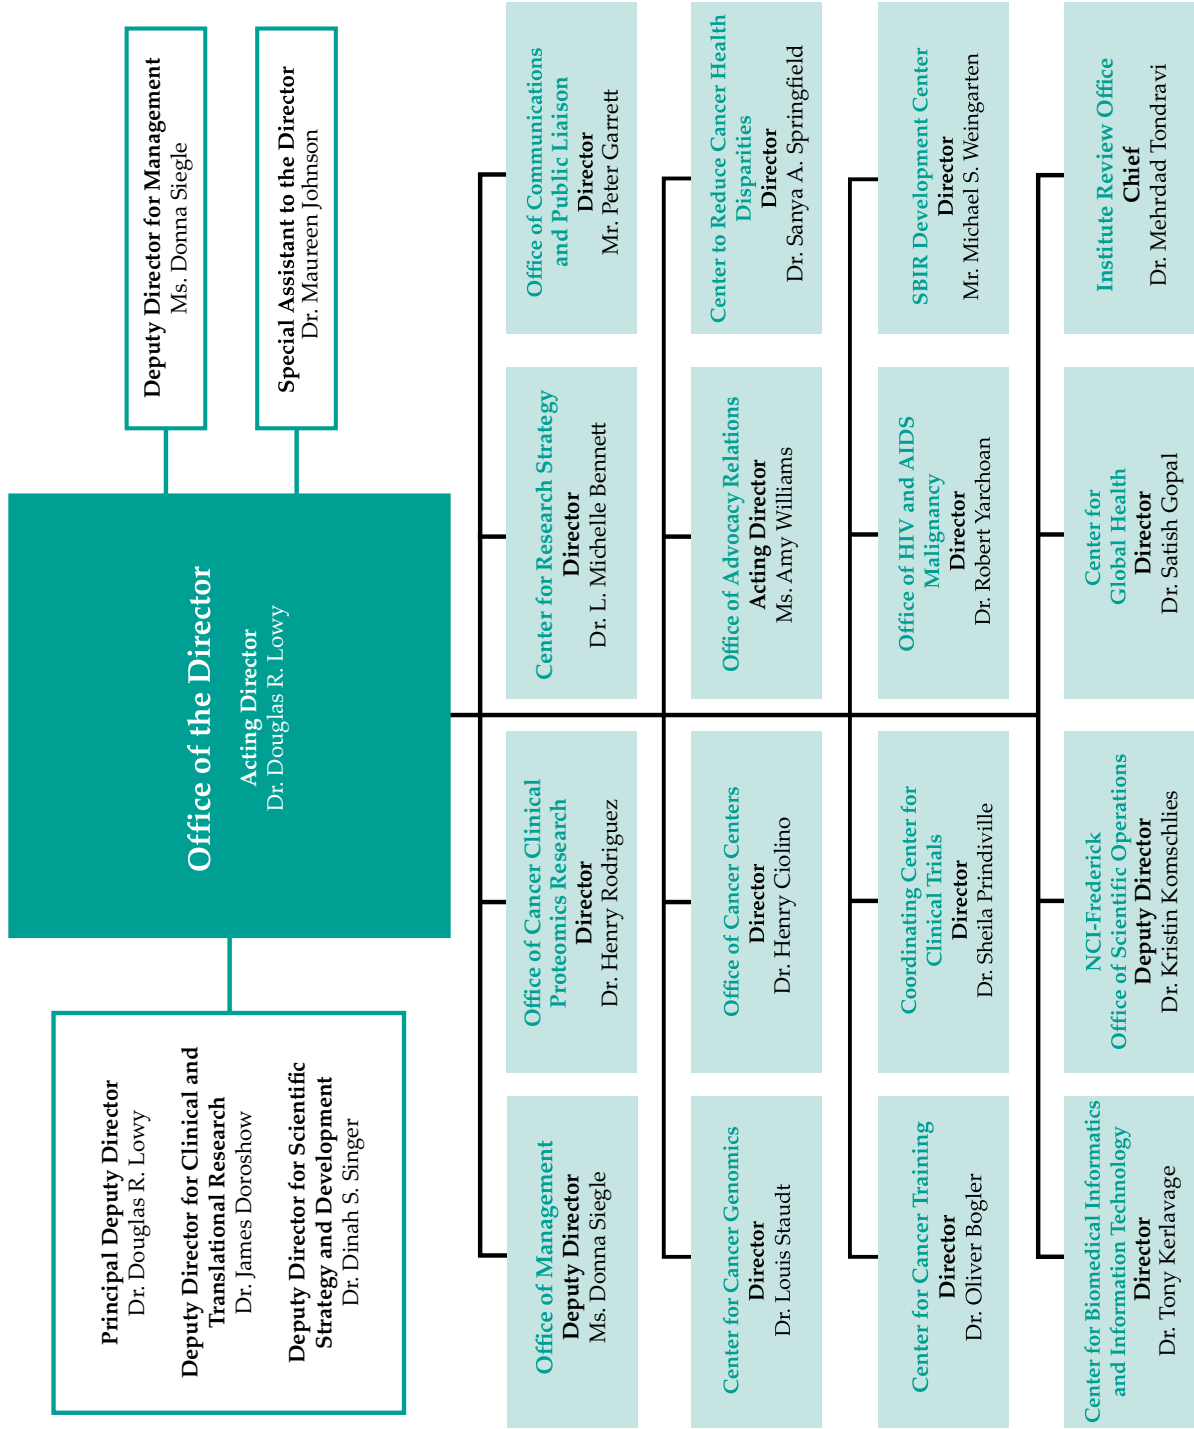 Principal Deputy Director
Dr. Douglas R. Lowy
Deputy Director for Clinical and
Translational Research
Dr. James Doroshow
Deputy Director for Scientific
Strategy and Development
Dr. Dinah S. Singer
Office of the Director
Acting Director
Dr. Douglas R. Lowy
Deputy Director for Management
Ms. Donna Siegle
Special Assistant to the Director
Dr. Maureen Johnson
Office of Management
Deputy Director
Ms. Donna Siegle
Office of Cancer Clinical
Proteomics Research
Director
Dr. Henry Rodriguez
Center for Research Strategy
Director
Dr. L. Michelle Bennett
Office of Communications
and Public Liaison
Director
Mr. Peter Garrett
Center for Cancer Genomics
Director
Dr. Louis Staudt
Office of Cancer Centers
Director
Dr. Henry Ciolino
Office of Advocacy Relations
Acting Director
Ms. Amy Williams
Center to Reduce Cancer Health
Disparities
Director
Dr. Sanya A. Springfield
Center for Cancer Training
Director
Dr. Oliver Bogler
Coordinating Center for
Clinical Trials
Director
Dr. Sheila Prindiville
Office of HIV and AIDS
Malignancy
Director
Dr. Robert Yarchoan
SBIR Development Center
Director
Mr. Michael S. Weingarten
Center for Biomedical Informatics
and Information Technology
Director
Dr. Tony Kerlavage
NCI-Frederick
Office of Scientific Operations
Deputy Director
Dr. Kristin Komschlies
Center for
Global Health
Director
Dr. Satish Gopal
Institute Review Office
Chief
Dr. Mehrdad Tondravi